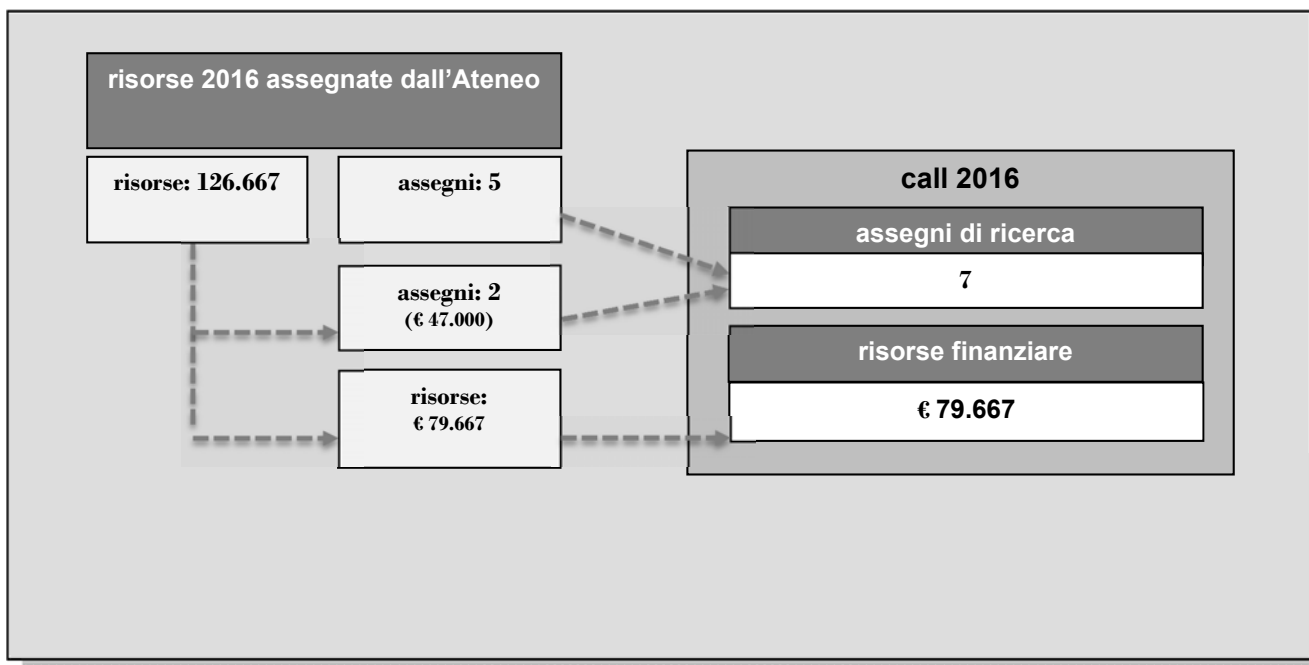 risorse 2016 assegnate dall’Ateneo
risorse: 126.667
assegni: 5
assegni: 2
(€ 47.000)
risorse:
€ 79.667
call 2016
assegni di ricerca
7
risorse finanziare
€ 79.667